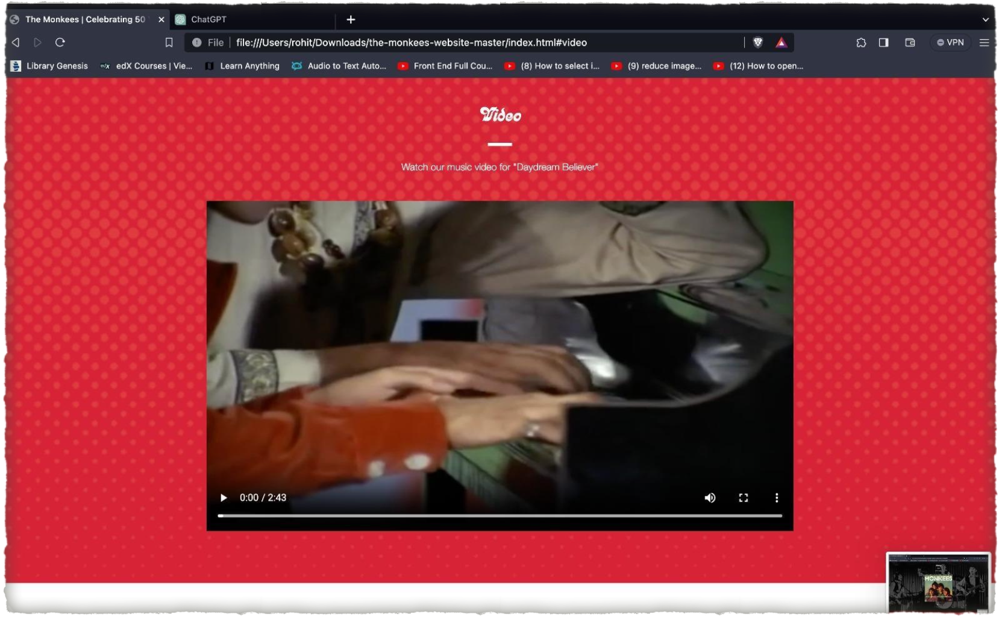 The Monkees | Celebrating 50
ChatGPT
File file:///Users/rohit/Downloads/the-monkees-website-master/index.html#video
VPN
Library Genesis edX edX Courses | Vie... Learn Anything Audio to Text Auto... Front End Full Cou... (8) How to select i... (9) reduce image... (12) How to open...
Video
Watch our music video for "Daydream Believer"
0:00 / 2:43
MONKEES